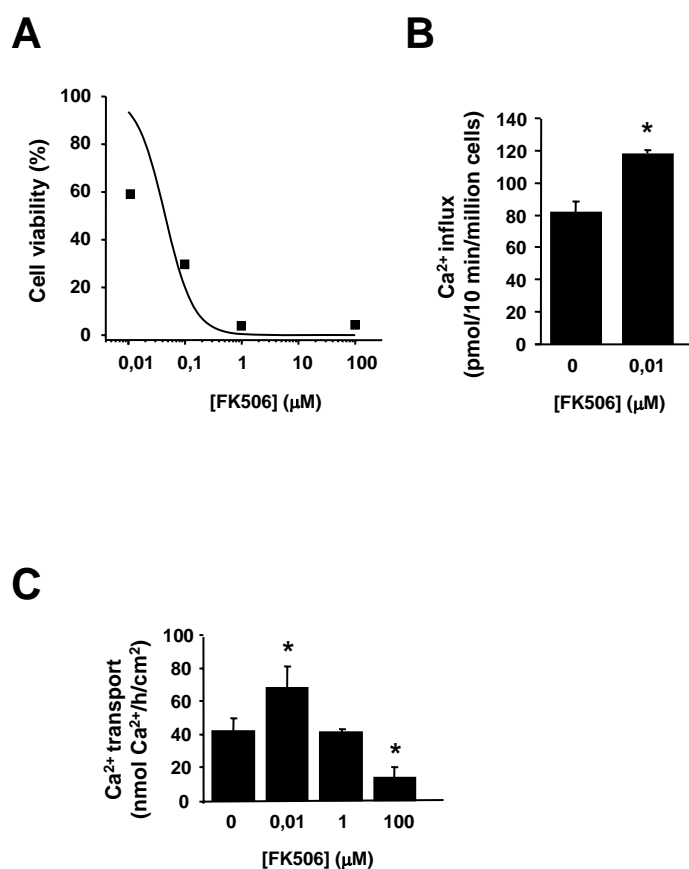 A
Cell viability (%)
100
80
60
40
20
0
0,01 0,1 1 10 100
[FK506] (μM)
B
Ca²⁺ influx
(pmol/10 min/million cells)
140
120
100
80
60
40
20
0
*
0 0,01
[FK506] (μM)
C
Ca²⁺ transport
(nmol Ca²⁺/h/cm²)
100
80
60
40
20
0
*
*
0 0,01 1 100
[FK506] (μM)